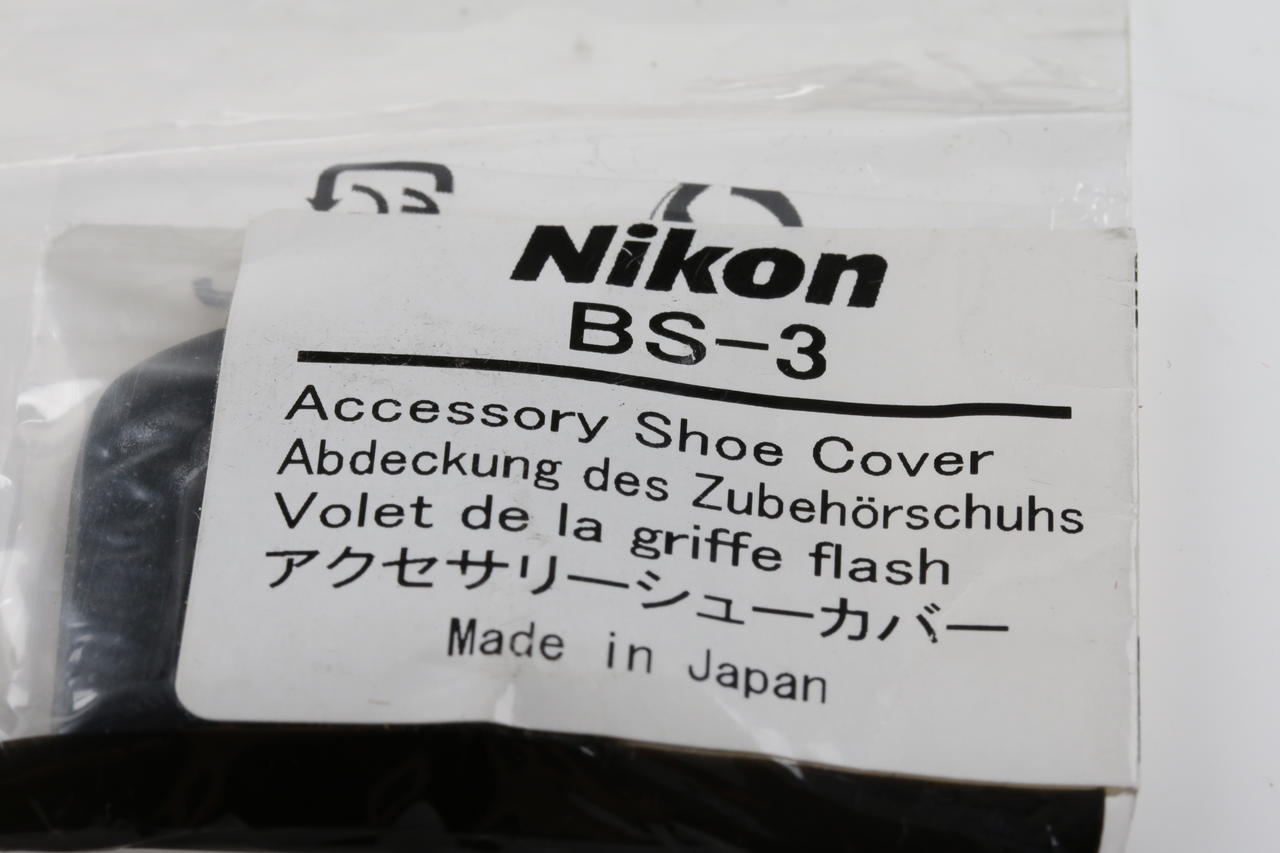 Nikon
BS-3
Accessory Shoe Cover
Abdeckung des Zubehörschuhs
Volet de la griffe flash
アクセサリーシューカバー
Made in Japan